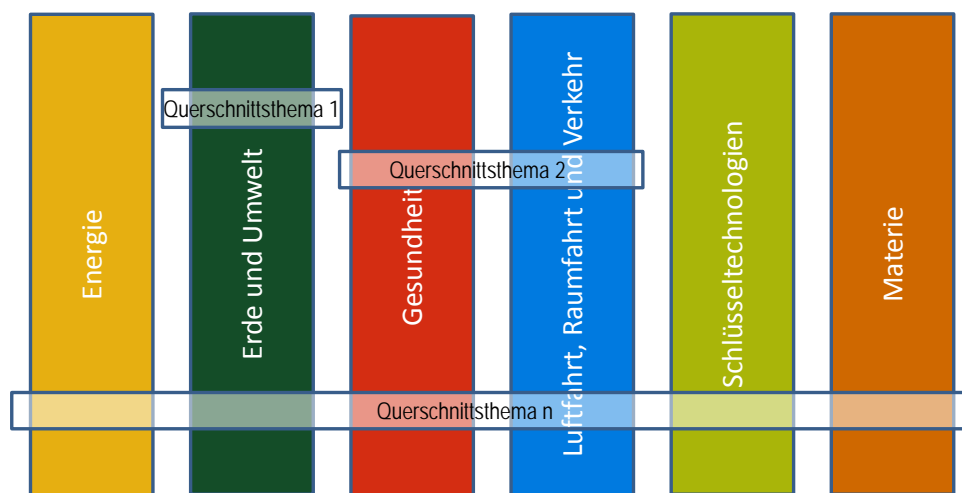 Energie
Erde und Umwelt
Gesundheit
Luftfahrt, Raumfahrt und Verkehr
Schlüsseltechnologien
Materie
Querschnittsthema 1
Querschnittsthema 2
Querschnittsthema n